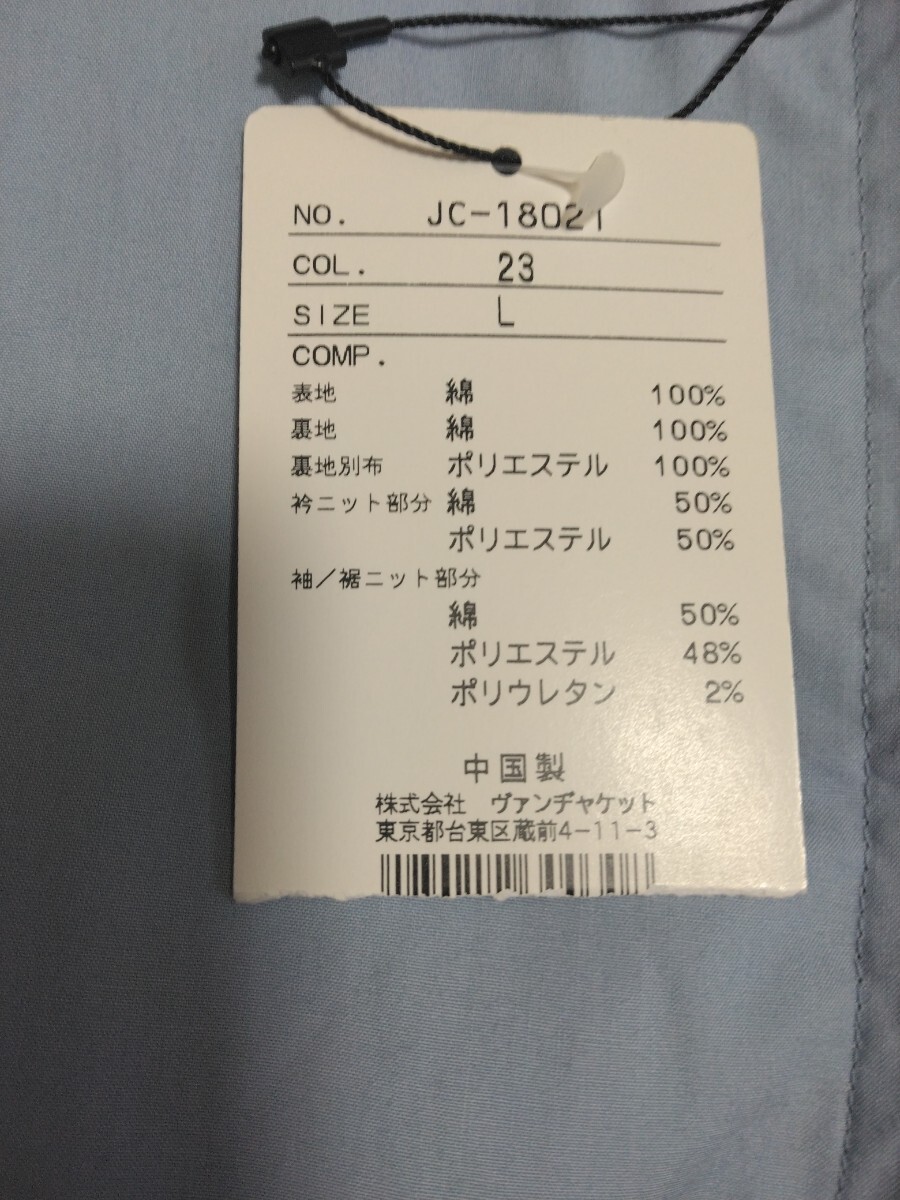 NO. JC-18021
COL. 23
SIZE L
COMP.
表地 綿 100%
裏地 綿 100%
裏地別布 ポリエステル 100%
衿ニット部分 綿 50%
ポリエステル 50%
袖／裾ニット部分
綿 50%
ポリエステル 48%
ポリウレタン 2%
中国製
株式会社 ヴァンヂャケット
東京都台東区蔵前4-11-3